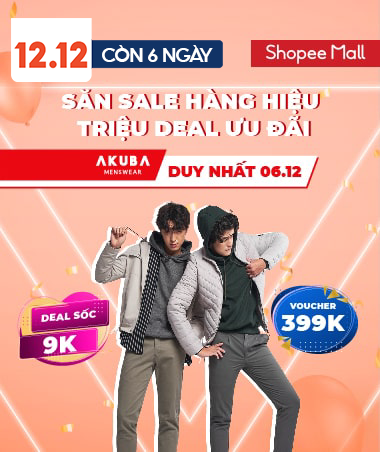 12.12 CÒN 6 NGÀY
Shopee Mall
SĂN SALE HÀNG HIỆU
TRIỆU DEAL ƯU ĐÃI
AKUBA
MENSWEAR
DUY NHẤT 06.12
DEAL SỐC
9K
VOUCHER
399K